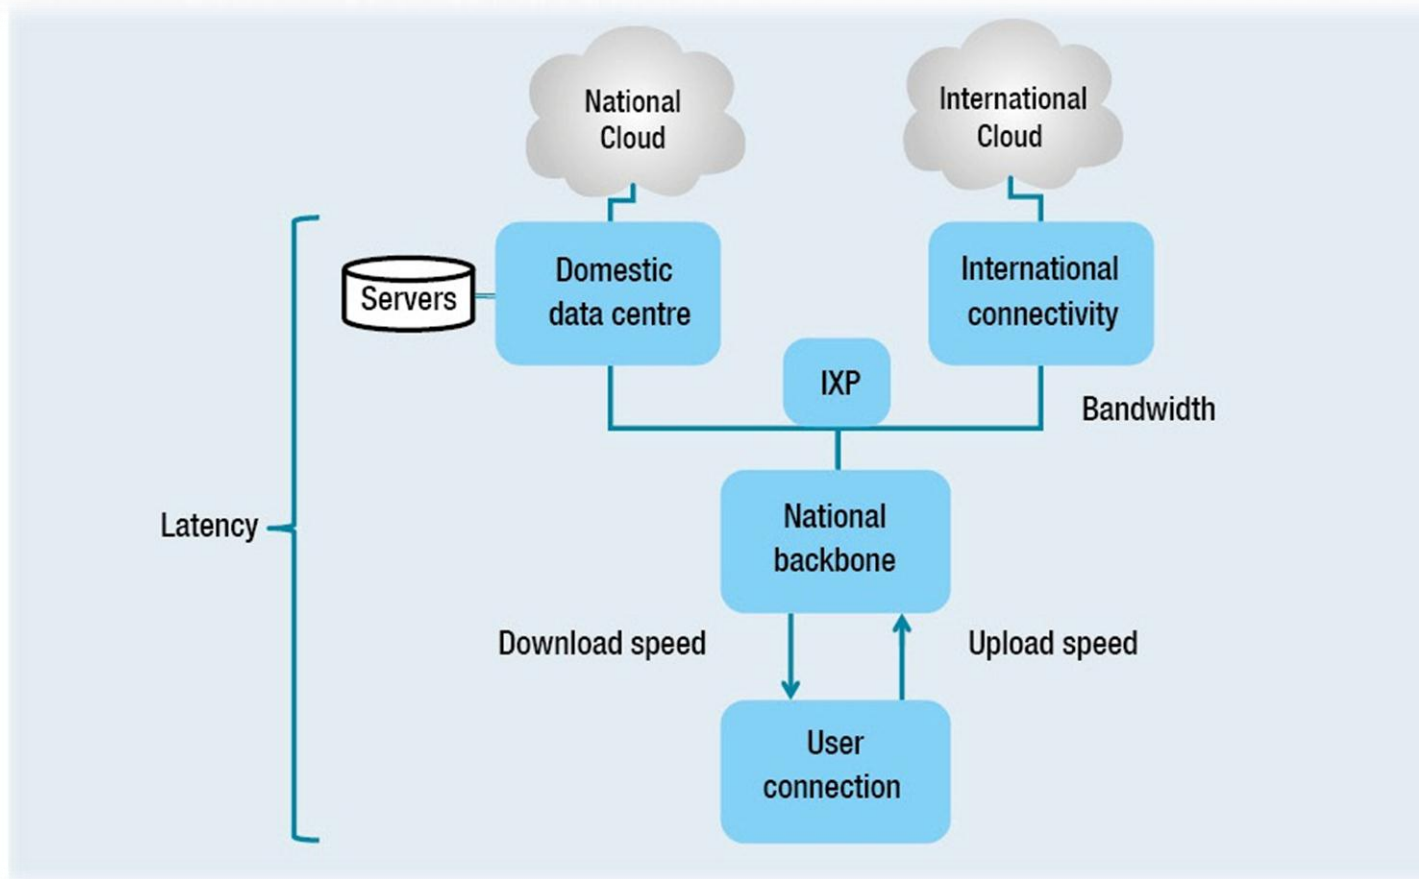 National
Cloud
International
Cloud
Servers
Domestic
data centre
International
connectivity
IXP
Bandwidth
Latency
National
backbone
Download speed
Upload speed
User
connection